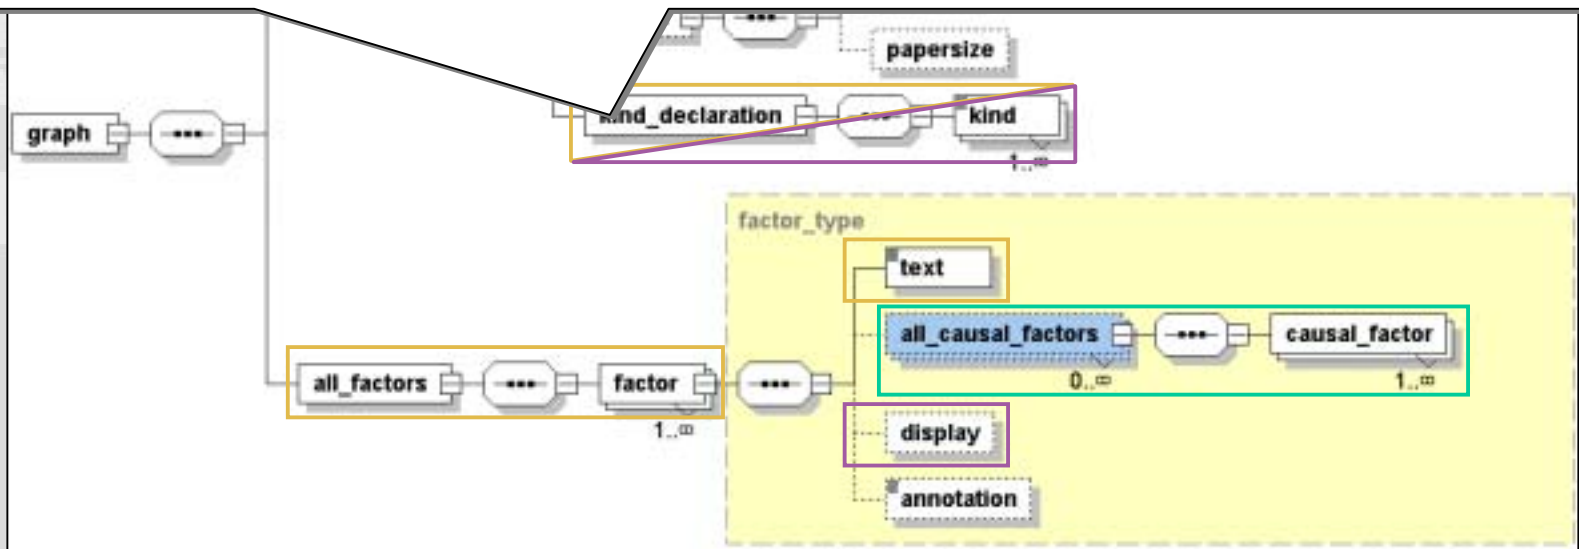 papersize
kind_declaration
kind
1..∞
graph
factor_type
text
all_causal_factors
causal_factor
0..∞
1..∞
all_factors
factor
1..∞
display
annotation